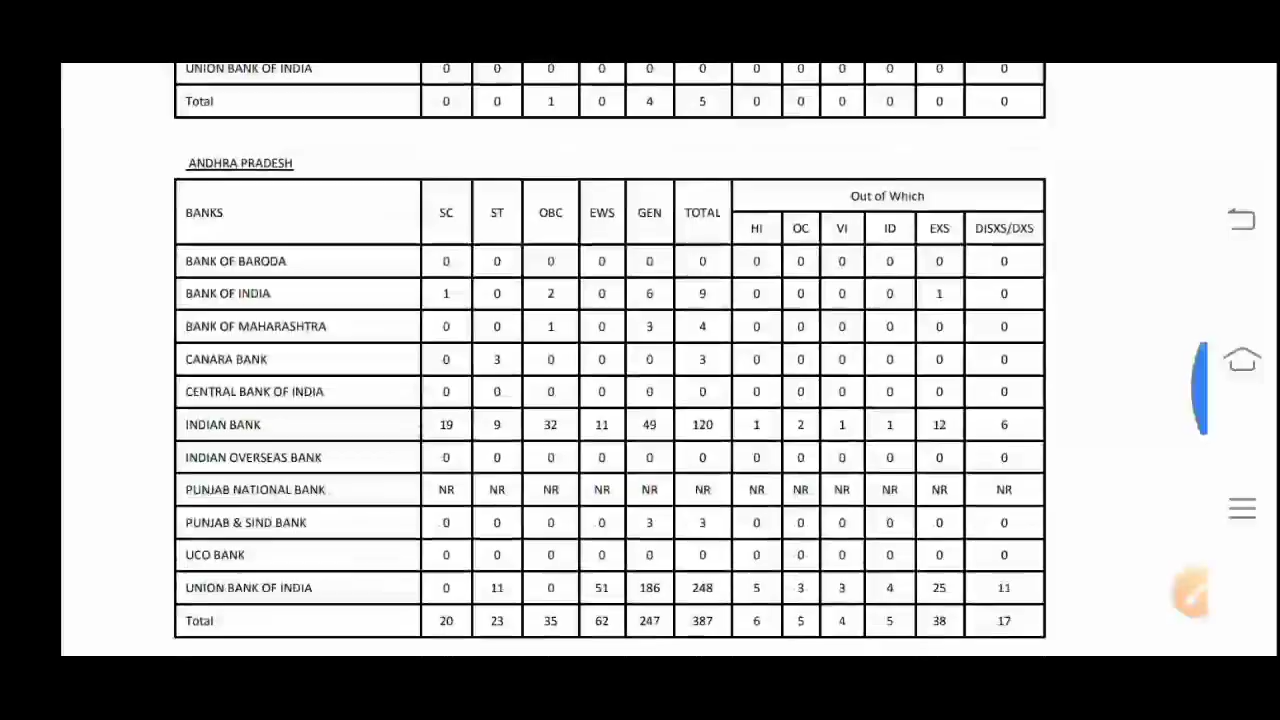 UNION BANK OF INDIA 0 0 0 0 0 0 0 0 0 0 0 0
Total 0 0 1 0 4 5 0 0 0 0 0 0
ANDHRA PRADESH
BANKS SC ST OBC EWS GEN TOTAL Out of Which
HI OC VI ID EXS DISXS/DXS
BANK OF BARODA 0 0 0 0 0 0 0 0 0 0 0 0
BANK OF INDIA 1 0 2 0 6 9 0 0 0 0 1 0
BANK OF MAHARASHTRA 0 0 1 0 3 4 0 0 0 0 0 0
CANARA BANK 0 3 0 0 0 3 0 0 0 0 0 0
CENTRAL BANK OF INDIA 0 0 0 0 0 0 0 0 0 0 0 0
INDIAN BANK 19 9 32 11 49 120 1 2 1 1 12 6
INDIAN OVERSEAS BANK 0 0 0 0 0 0 0 0 0 0 0 0
PUNJAB NATIONAL BANK NR NR NR NR NR NR NR NR NR NR NR NR
PUNJAB & SIND BANK 0 0 0 0 3 3 0 0 0 0 0 0
UCO BANK 0 0 0 0 0 0 0 0 0 0 0 0
UNION BANK OF INDIA 0 11 0 51 186 248 5 3 3 4 25 11
Total 20 23 35 62 247 387 6 5 4 5 38 17